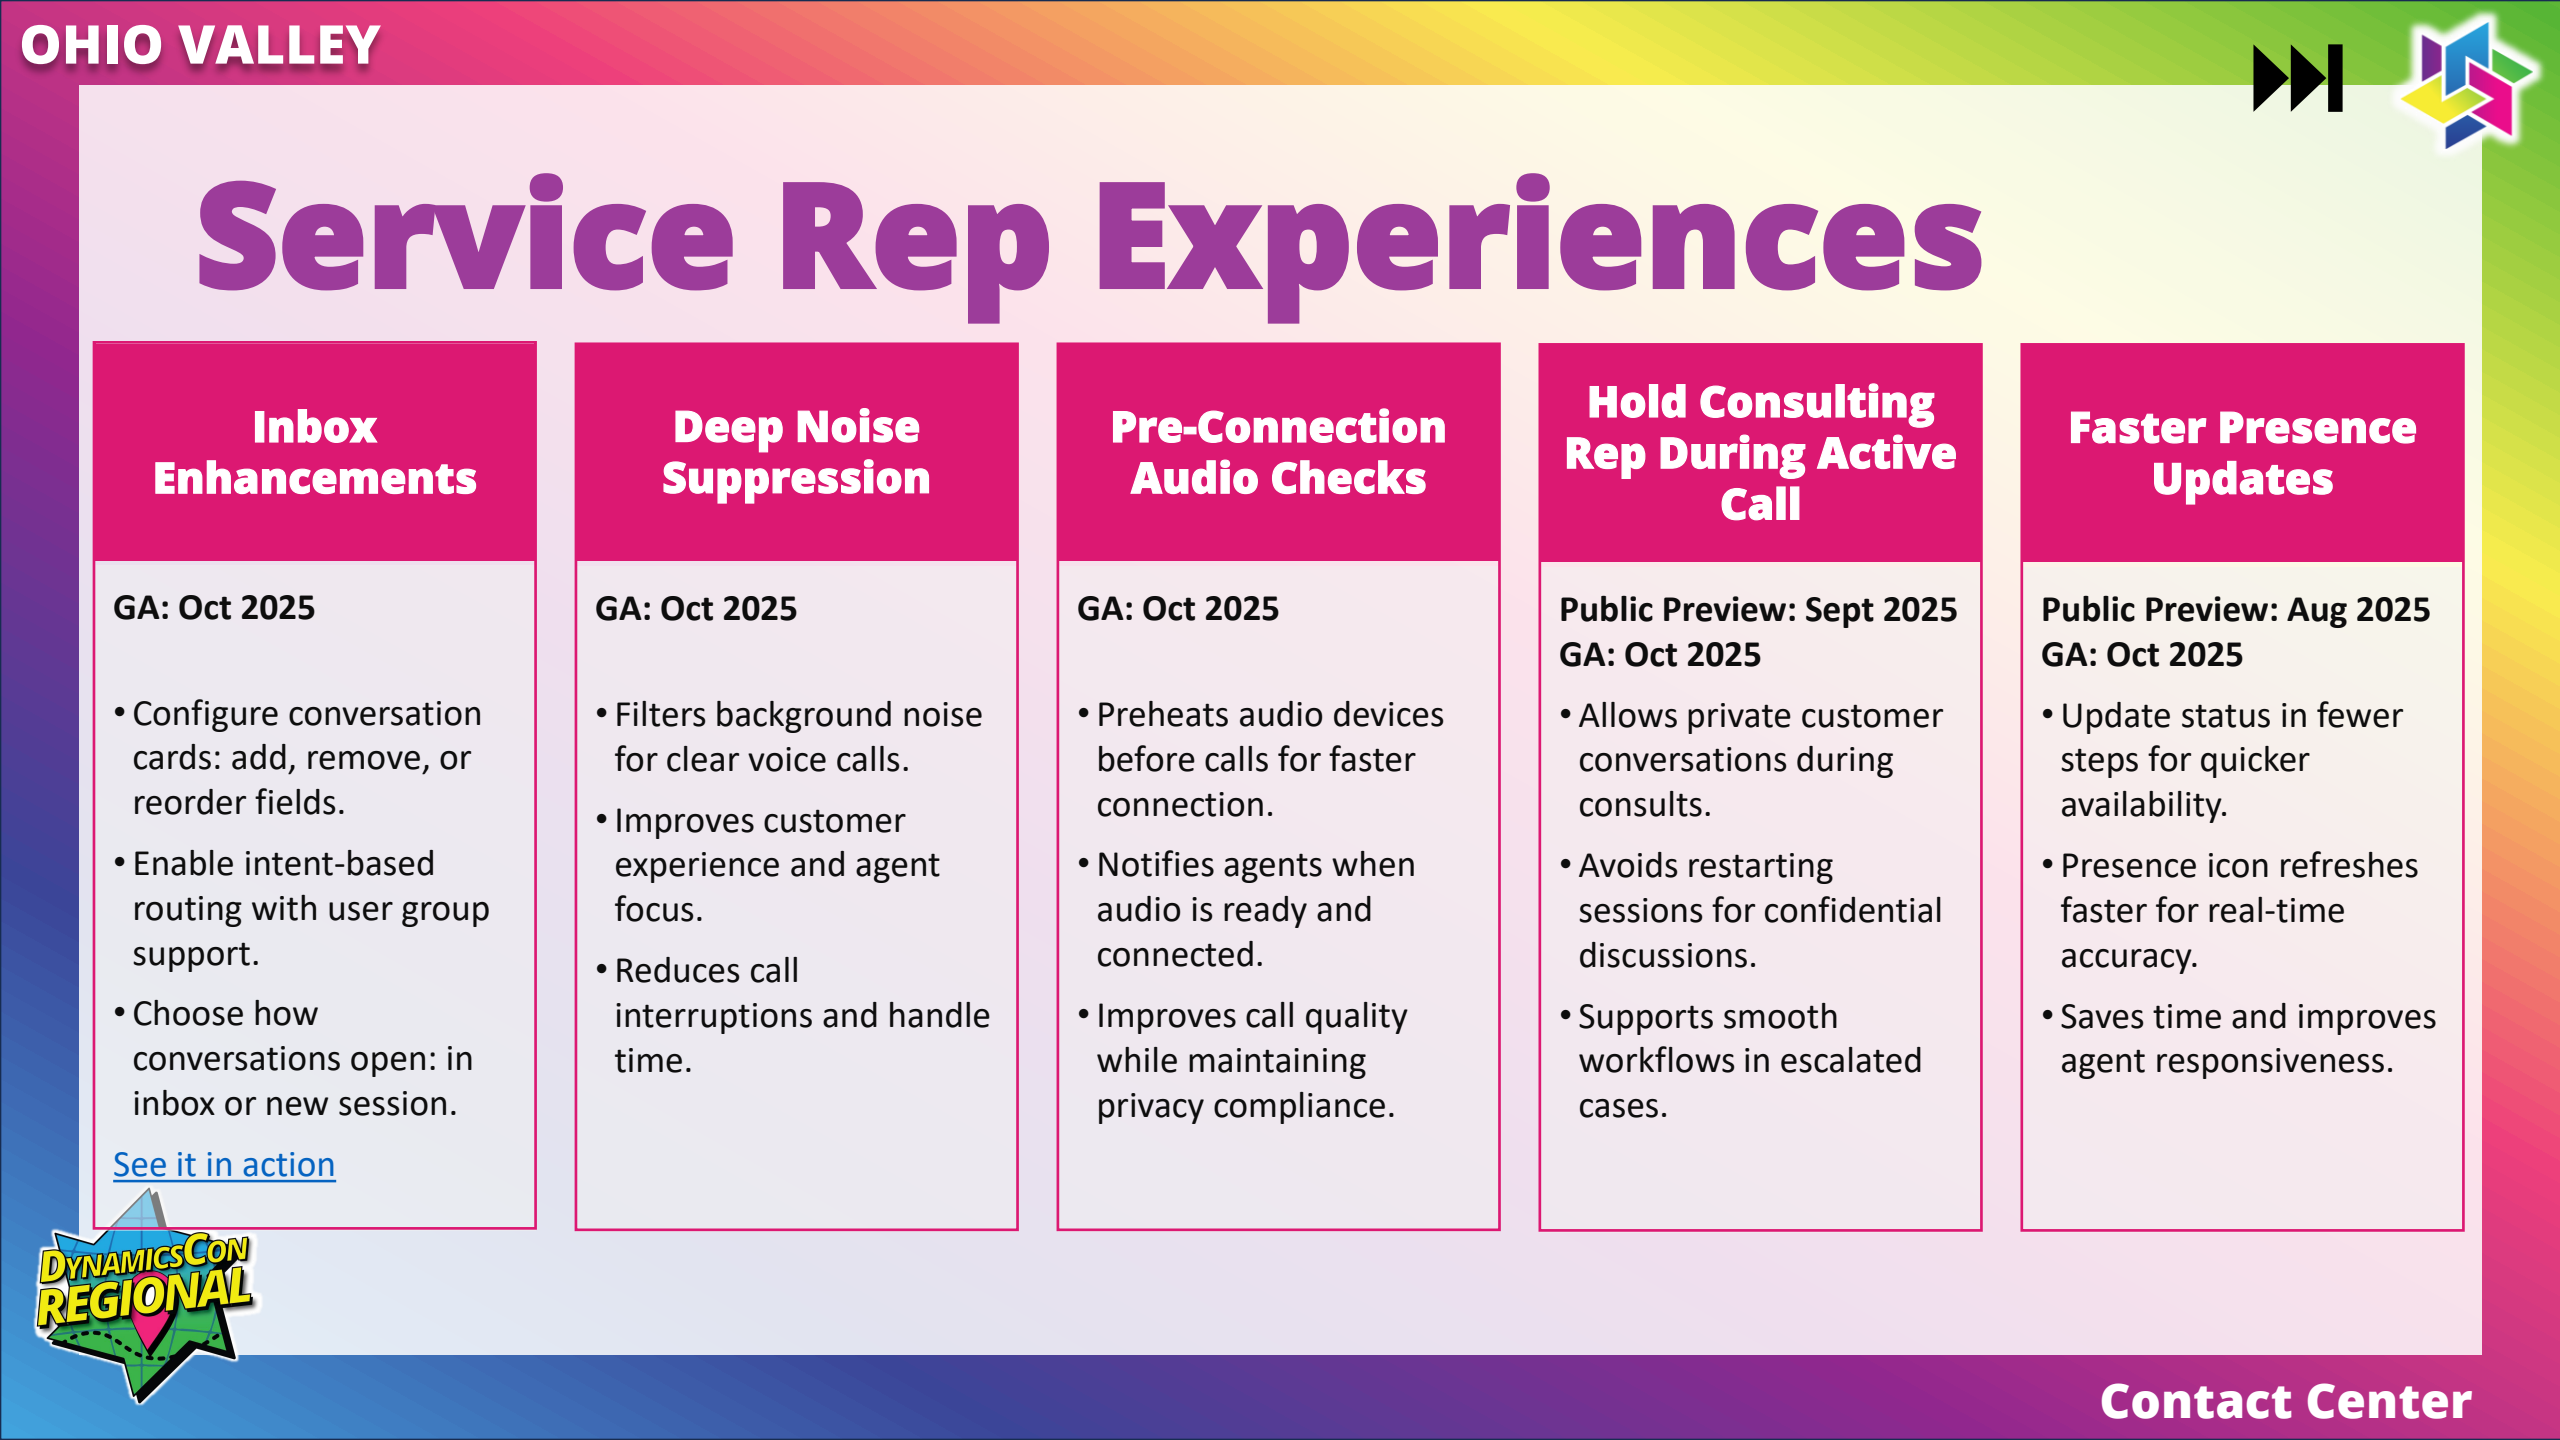 OHIO VALLEY
Service Rep Experiences
Inbox
Enhancements
GA: Oct 2025
• Configure conversation
cards: add, remove, or
reorder fields.
• Enable intent-based
routing with user group
support.
• Choose how
conversations open: in
inbox or new session.
See it in action
Deep Noise
Suppression
GA: Oct 2025
• Filters background noise
for clear voice calls.
• Improves customer
experience and agent
focus.
• Reduces call
interruptions and handle
time.
Pre-Connection
Audio Checks
GA: Oct 2025
• Preheats audio devices
before calls for faster
connection.
• Notifies agents when
audio is ready and
connected.
• Improves call quality
while maintaining
privacy compliance.
Hold Consulting
Rep During Active
Call
Public Preview: Sept 2025
GA: Oct 2025
• Allows private customer
conversations during
consults.
• Avoids restarting
sessions for confidential
discussions.
• Supports smooth
workflows in escalated
cases.
Faster Presence
Updates
Public Preview: Aug 2025
GA: Oct 2025
• Update status in fewer
steps for quicker
availability.
• Presence icon refreshes
faster for real-time
accuracy.
• Saves time and improves
agent responsiveness.
DYNAMICSCON
REGIONAL
Contact Center